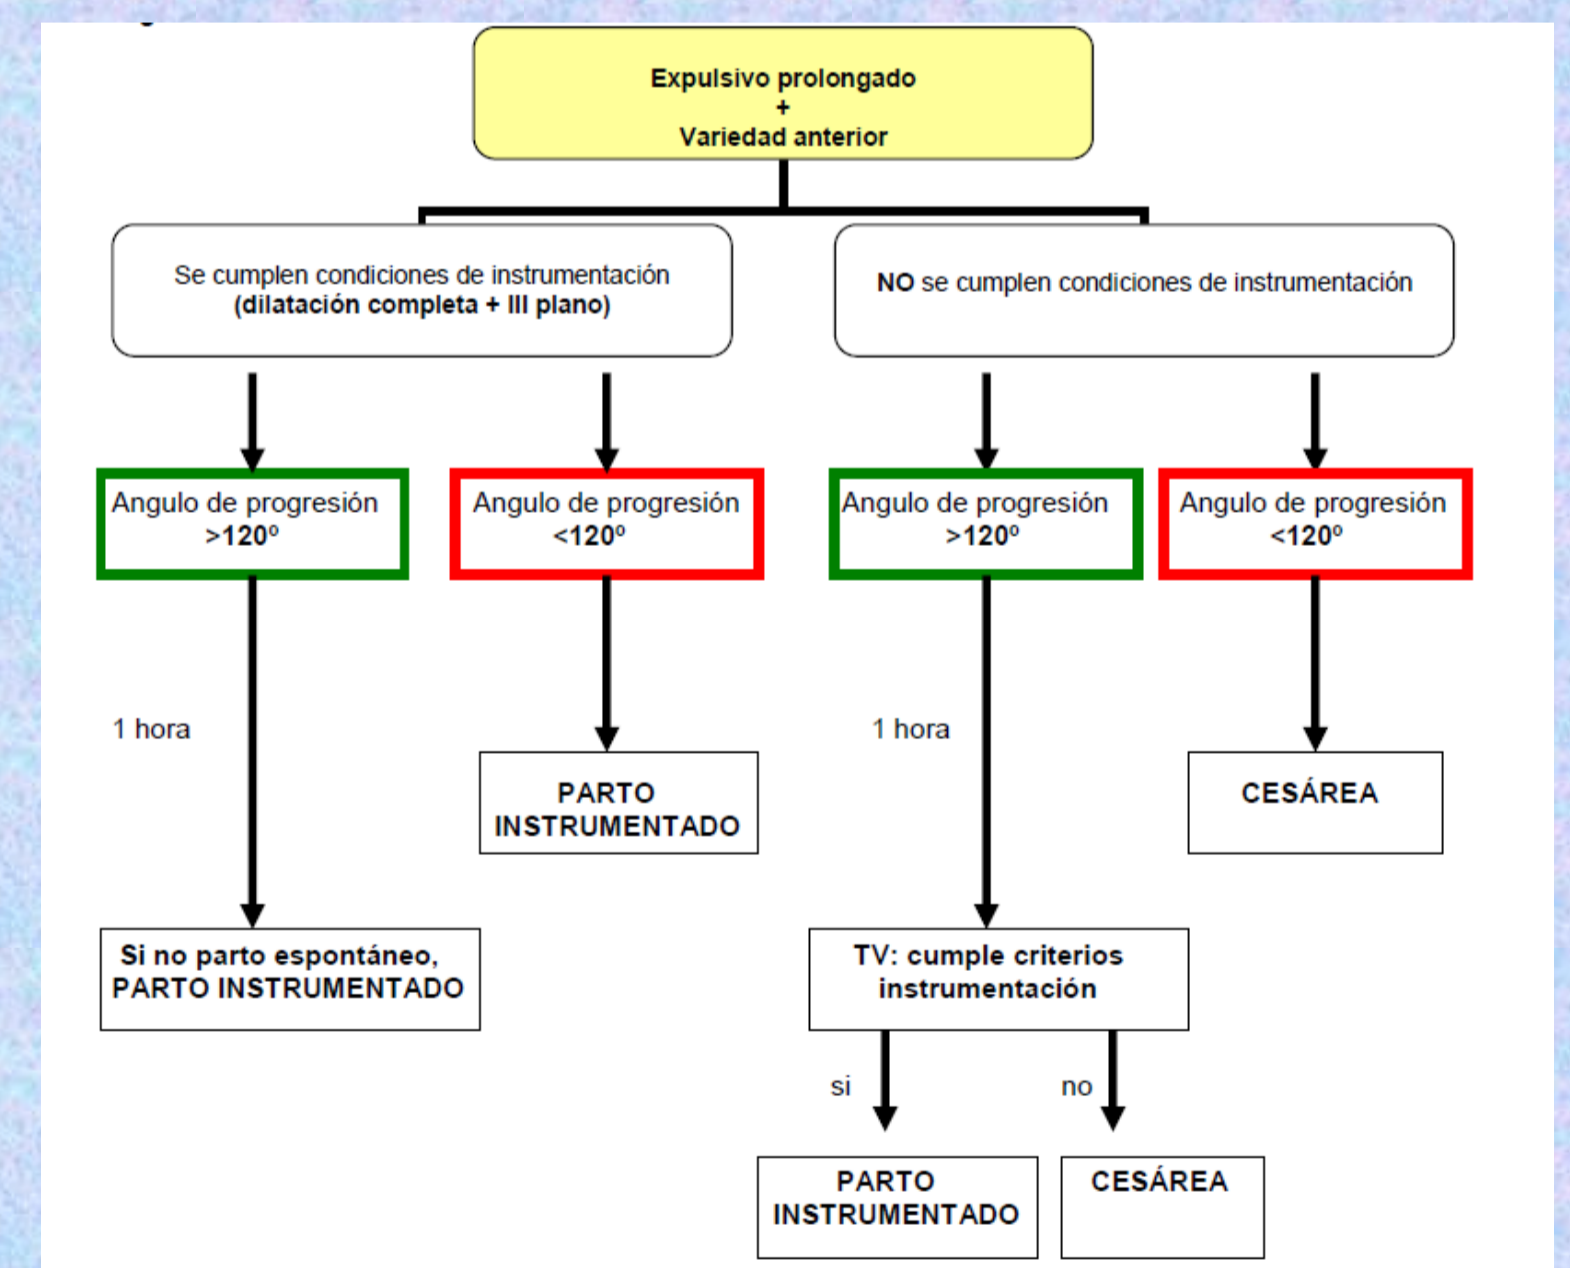 Expulsivo prolongado
+
Variedad anterior
Se cumplen condiciones de instrumentación
(dilatación completa + III plano)
NO se cumplen condiciones de instrumentación
Angulo de progresión
>120º
Angulo de progresión
<120º
Angulo de progresión
>120º
Angulo de progresión
<120º
1 hora
1 hora
PARTO
INSTRUMENTADO
CESÁREA
Si no parto espontáneo,
PARTO INSTRUMENTADO
TV: cumple criterios
instrumentación
si
no
PARTO
INSTRUMENTADO
CESÁREA